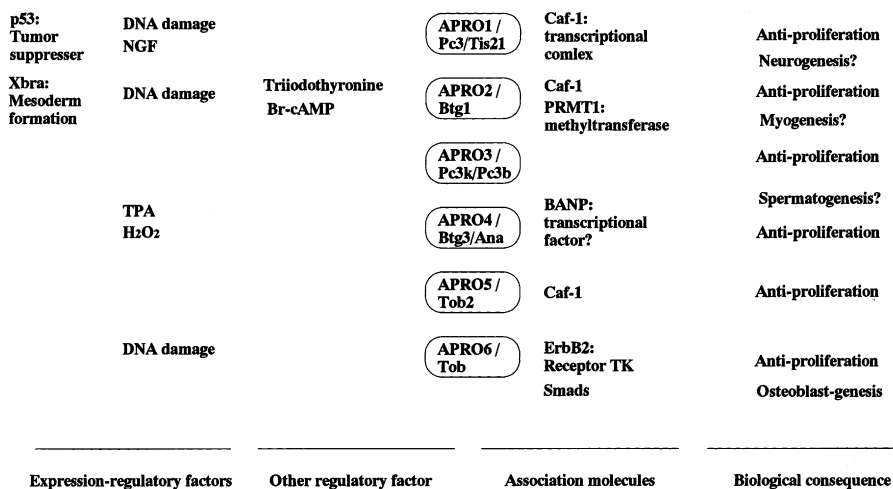 p53:
Tumor
suppresser
DNA damage
NGF
APRO1 /
Pc3/Tis21
Caf-1:
transcriptional
comlex
Anti-proliferation
Neurogenesis?
Xbra:
Mesoderm
formation
DNA damage
Triiodothyronine
Br-cAMP
APRO2 /
Btg1
Caf-1
PRMT1:
methyltransferase
Anti-proliferation
Myogenesis?
APRO3 /
Pc3k/Pc3b
Anti-proliferation
TPA
H2O2
APRO4 /
Btg3/Ana
BANP:
transcriptional
factor?
Spermatogenesis?
Anti-proliferation
APRO5 /
Tob2
Caf-1
Anti-proliferation
DNA damage
APRO6 /
Tob
ErbB2:
Receptor TK
Smads
Anti-proliferation
Osteoblast-genesis
Expression-regulatory factors
Other regulatory factor
Association molecules
Biological consequence